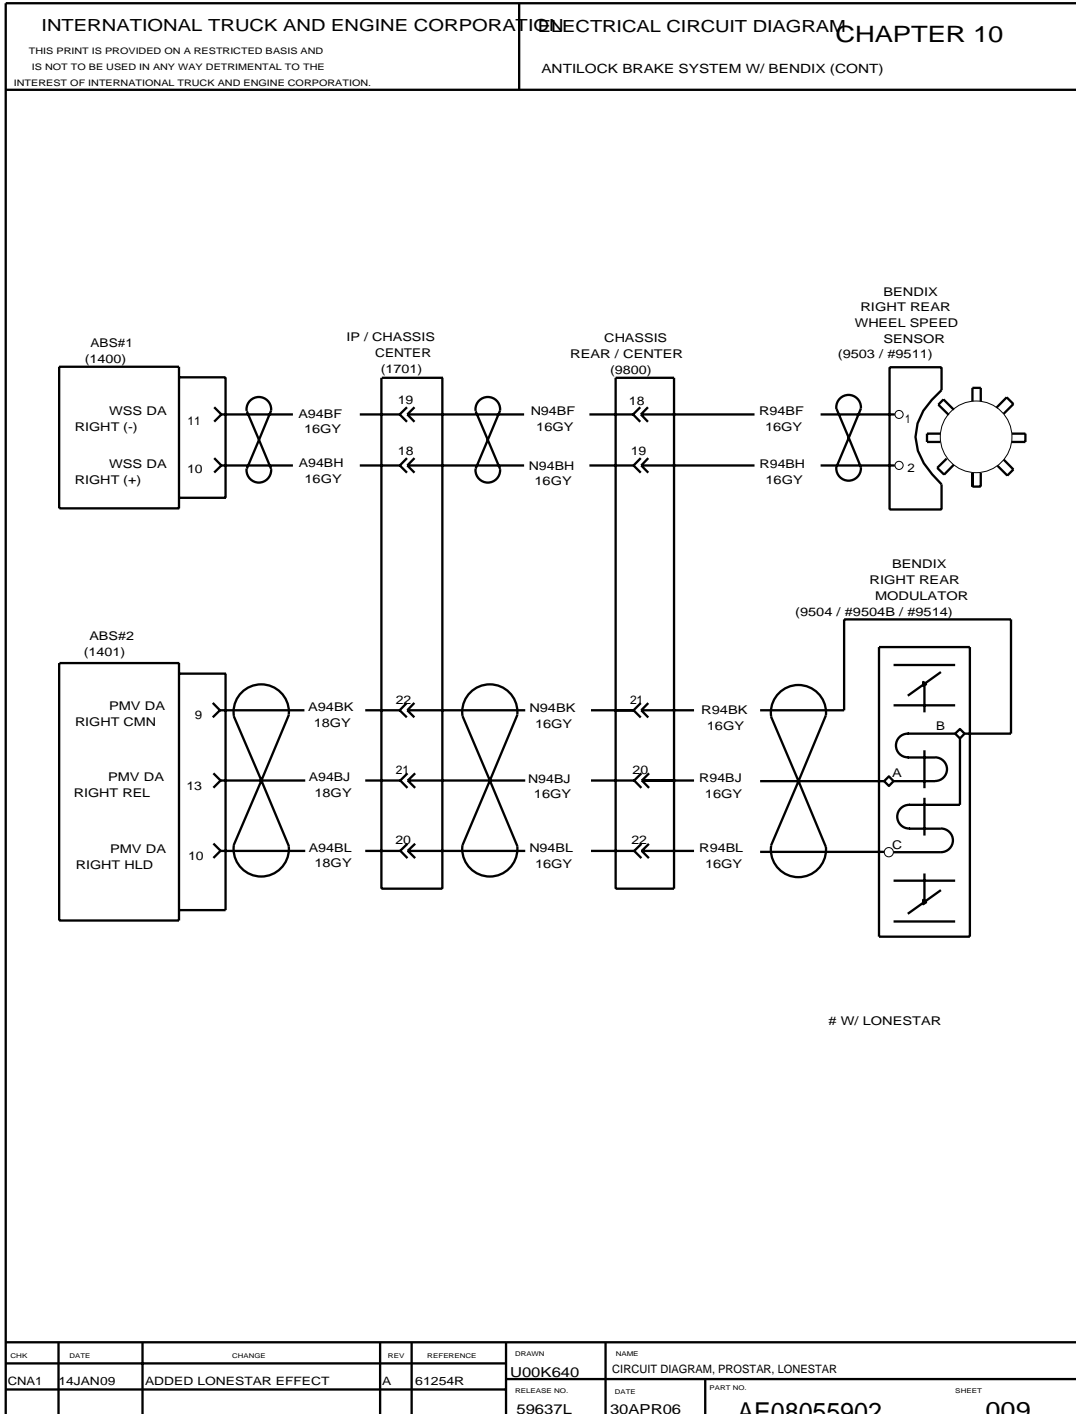 INTERNATIONAL TRUCK AND ENGINE CORPORATION
THIS PRINT IS PROVIDED ON A RESTRICTED BASIS AND
IS NOT TO BE USED IN ANY WAY DETRIMENTAL TO THE
INTEREST OF INTERNATIONAL TRUCK AND ENGINE CORPORATION.
ELECTRICAL CIRCUIT DIAGRAM
CHAPTER 10
ANTILOCK BRAKE SYSTEM W/ BENDIX (CONT)
BENDIX
RIGHT REAR
WHEEL SPEED
SENSOR
(9503 / #9511)
ABS#1
(1400)
IP / CHASSIS
CENTER
(1701)
CHASSIS
REAR / CENTER
(9800)
WSS DA
RIGHT (-)
11
A94BF
16GY
19
N94BF
16GY
18
R94BF
16GY
1
WSS DA
RIGHT (+)
10
A94BH
16GY
18
N94BH
16GY
19
R94BH
16GY
2
BENDIX
RIGHT REAR
MODULATOR
(9504 / #9504B / #9514)
ABS#2
(1401)
PMV DA
RIGHT CMN
9
A94BK
18GY
22
N94BK
16GY
21
R94BK
16GY
B
PMV DA
RIGHT REL
13
A94BJ
18GY
21
N94BJ
16GY
20
R94BJ
16GY
A
PMV DA
RIGHT HLD
10
A94BL
18GY
20
N94BL
16GY
22
R94BL
16GY
C
# W/ LONESTAR
CHK DATE CHANGE REV REFERENCE
CNA1 14JAN09 ADDED LONESTAR EFFECT A 61254R
DRAWN
U00K640
NAME
CIRCUIT DIAGRAM, PROSTAR, LONESTAR
RELEASE NO.
59637L
DATE
30APR06
PART NO.
AE08055902
SHEET
009